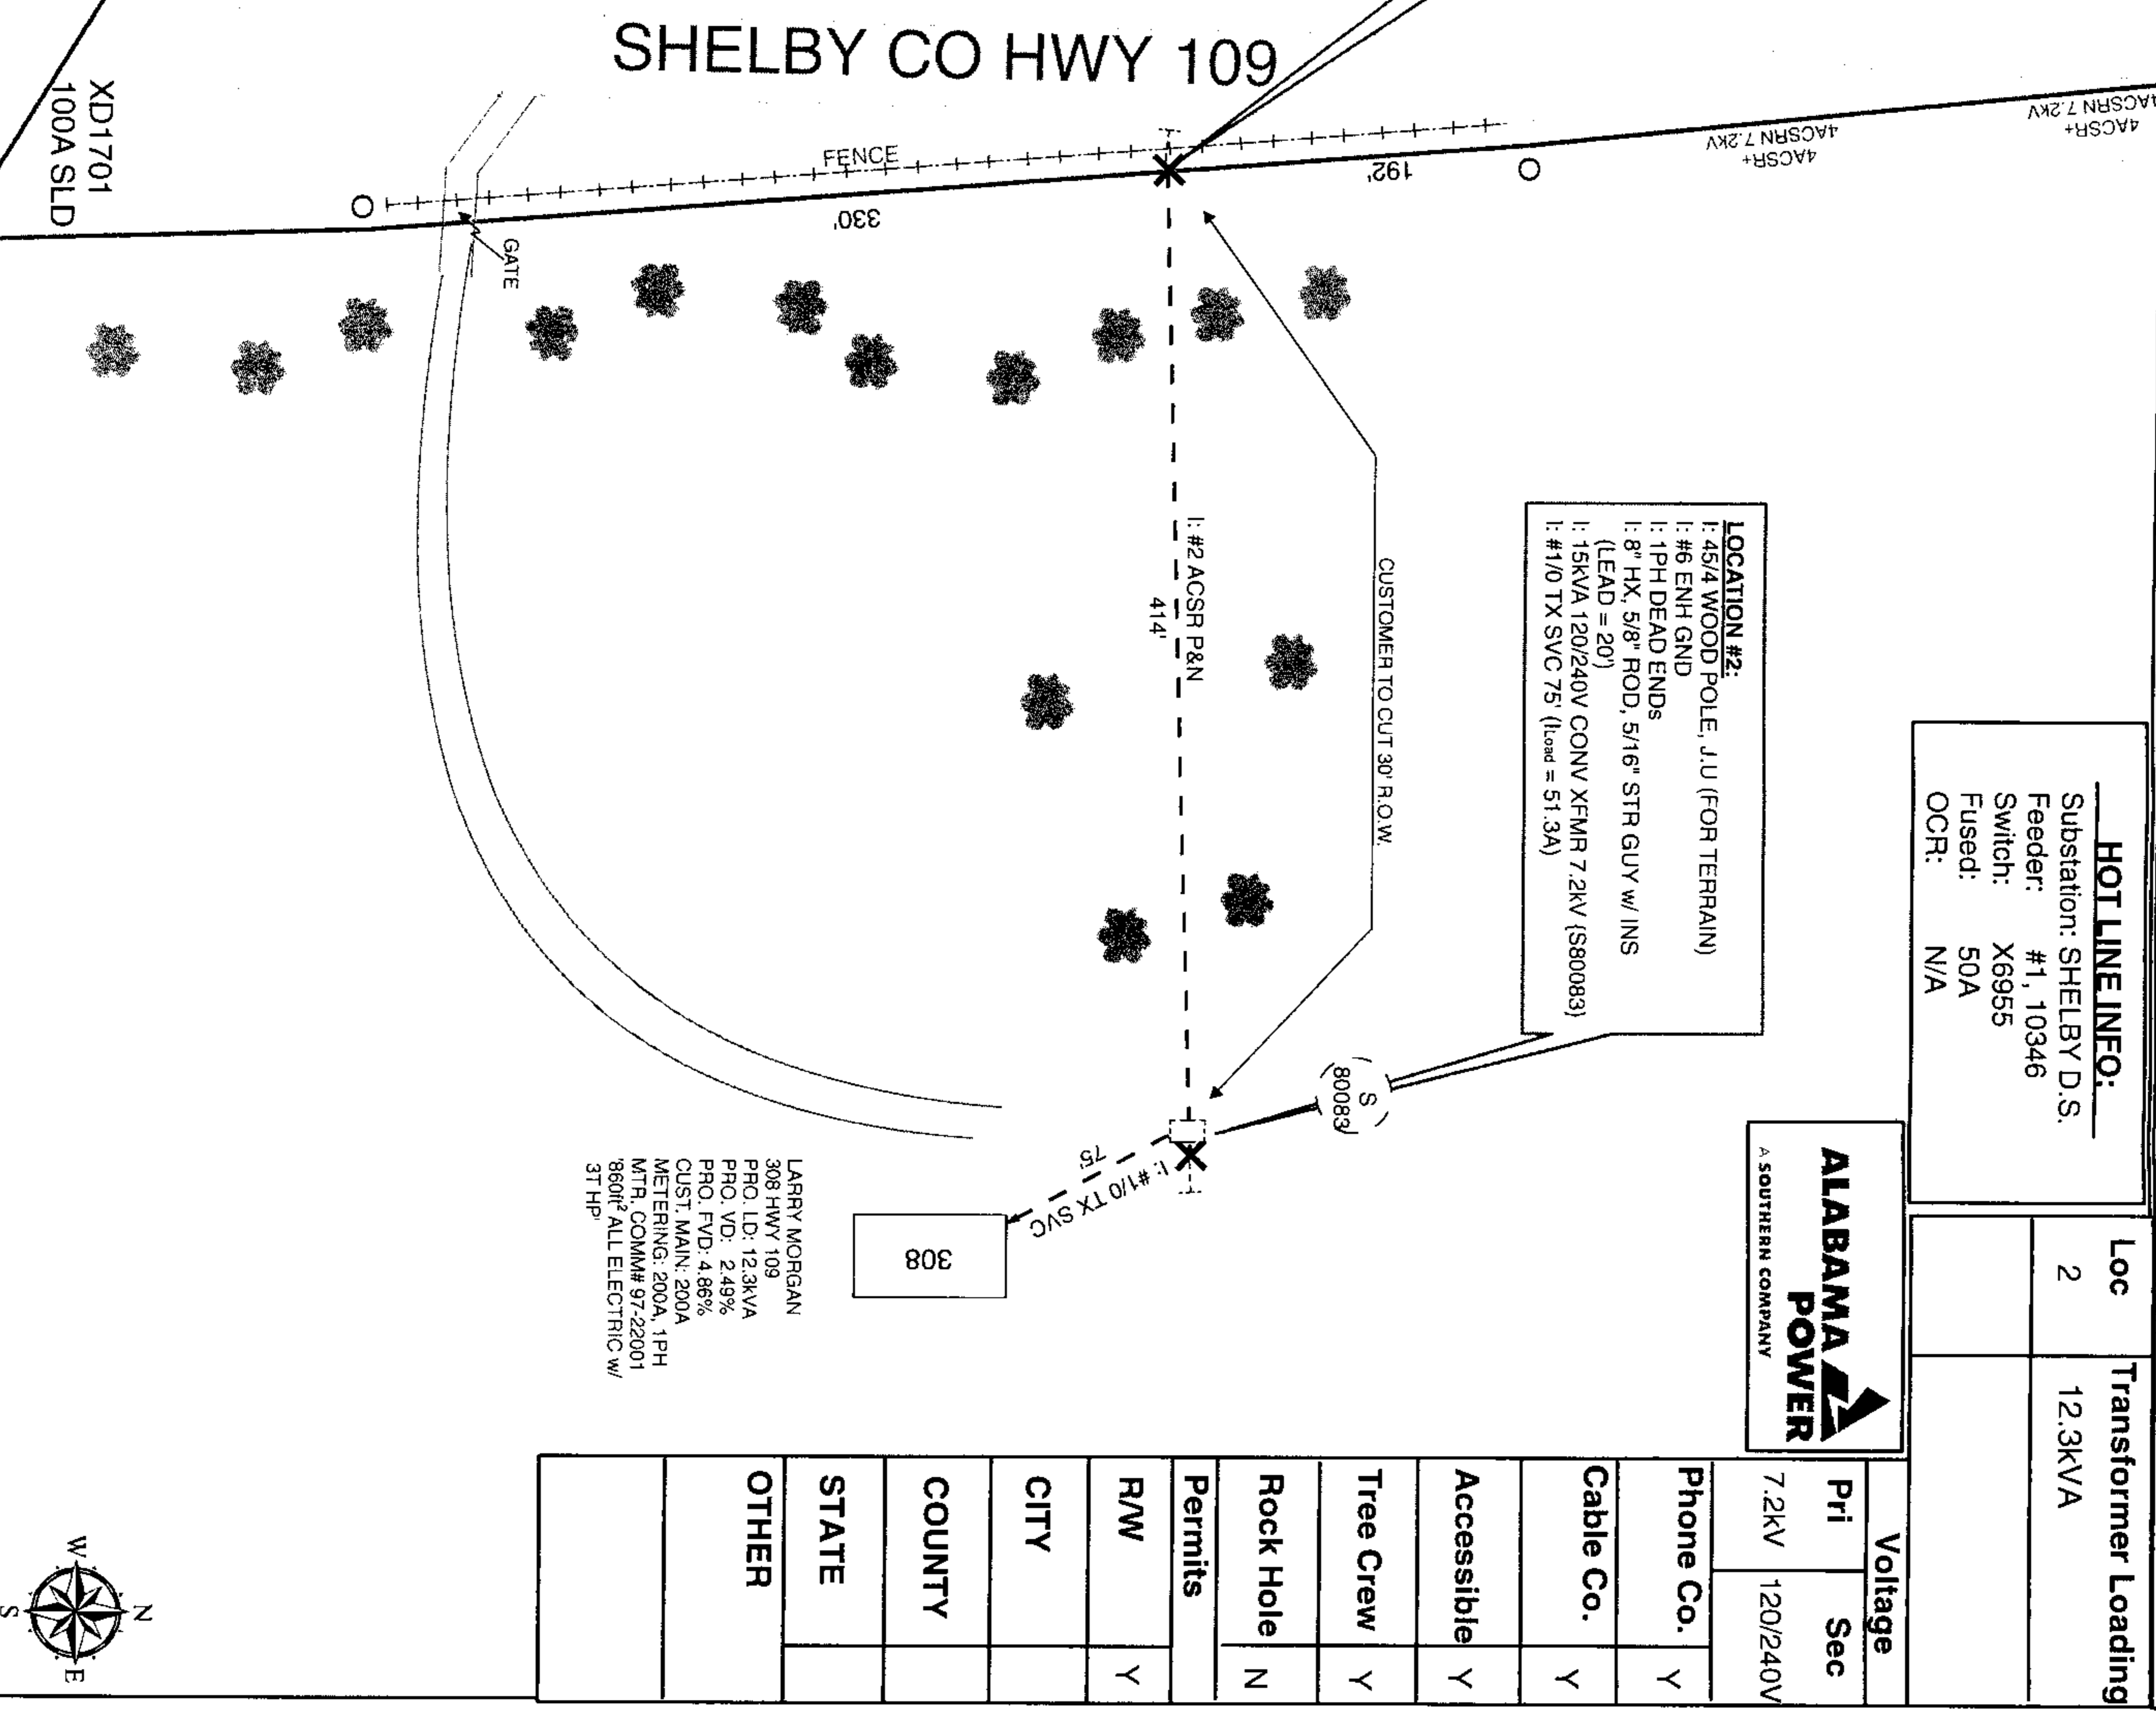 SHELBY CO HWY 109
XD1701
100A SLD
FENCE
330'
192'
GATE
4ACSR+
4ACSRN 7.2kV
4ACSR+
4ACSRN 7.2kV
I: #2 ACSR P&N
414'
CUSTOMER TO CUT 30' R.O.W.
LOCATION #2:
I: 45/4 WOOD POLE, J.U (FOR TERRAIN)
I: #6 ENH GND
I: 1PH DEAD ENDs
I: 8" HX, 5/8" ROD, 5/16" STR GUY w/ INS
(LEAD = 20')
I: 15kVA 120/240V CONV XFMR 7.2kV (S80083)
I: #1/0 TX SVC 75' (ILoad = 51.3A)
HOT LINE INFO:
Substation: SHELBY D.S.
Feeder: #1, 10346
Switch: X6955
Fused: 50A
OCR: N/A
S
80083
75'
I: #1/0 TX SVC
308
LARRY MORGAN
308 HWY 109
PRO. LD: 12.3kVA
PRO. VD: 2.49%
PRO. FVD: 4.86%
CUST. MAIN: 200A
METERING: 200A, 1PH
MTR. COMM# 97-22001
'860ft² ALL ELECTRIC w/
3T HP'
ALABAMA
POWER
A SOUTHERN COMPANY
Loc Transformer Loading
2 12.3kVA
Voltage
Pri Sec
7.2kV 120/240V
Phone Co. Y
Cable Co. Y
Accessible Y
Tree Crew Y
Rock Hole N
Permits
R/W Y
CITY
COUNTY
STATE
OTHER
N
W
E
S